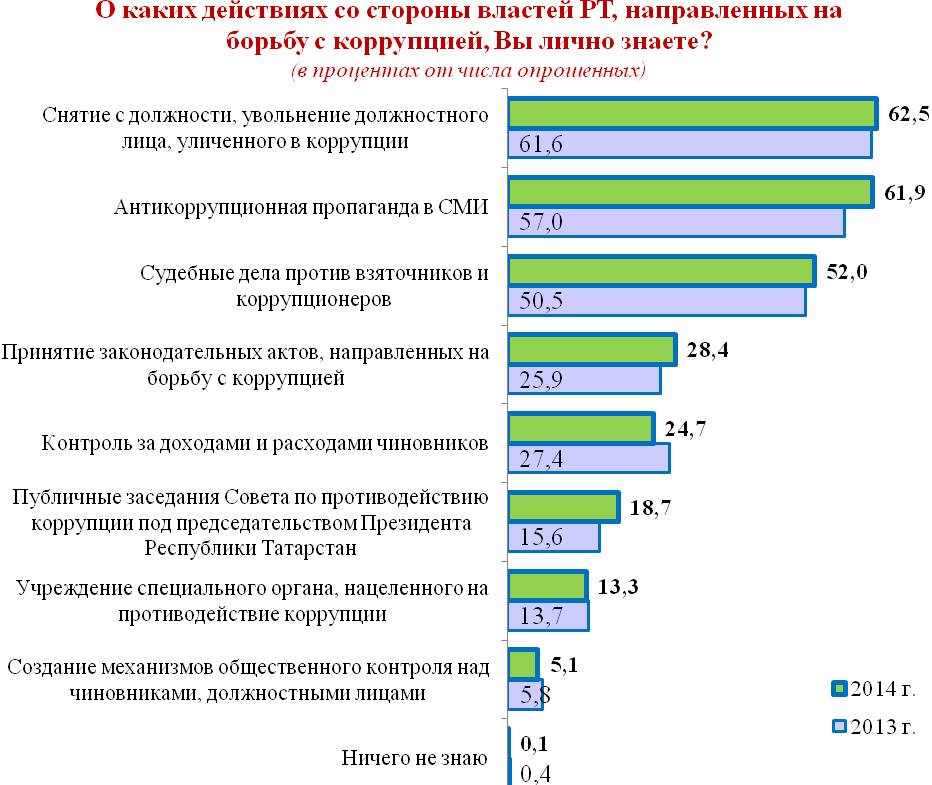 О каких действиях со стороны властей РТ, направленных на
борьбу с коррупцией, Вы лично знаете?
(в процентах от числа опрошенных)
Снятие с должности, увольнение должностного
лица, уличенного в коррупции
62,5
61,6
Антикоррупционная пропаганда в СМИ
61,9
57,0
Судебные дела против взяточников и
коррупционеров
52,0
50,5
Принятие законодательных актов, направленных на
борьбу с коррупцией
28,4
25,9
Контроль за доходами и расходами чиновников
24,7
27,4
Публичные заседания Совета по противодействию
коррупции под председательством Президента
Республики Татарстан
18,7
15,6
Учреждение специального органа, нацеленного на
противодействие коррупции
13,3
13,7
Создание механизмов общественного контроля над
чиновниками, должностными лицами
5,1
5,8
Ничего не знаю
0,1
0,4
2014 г.
2013 г.